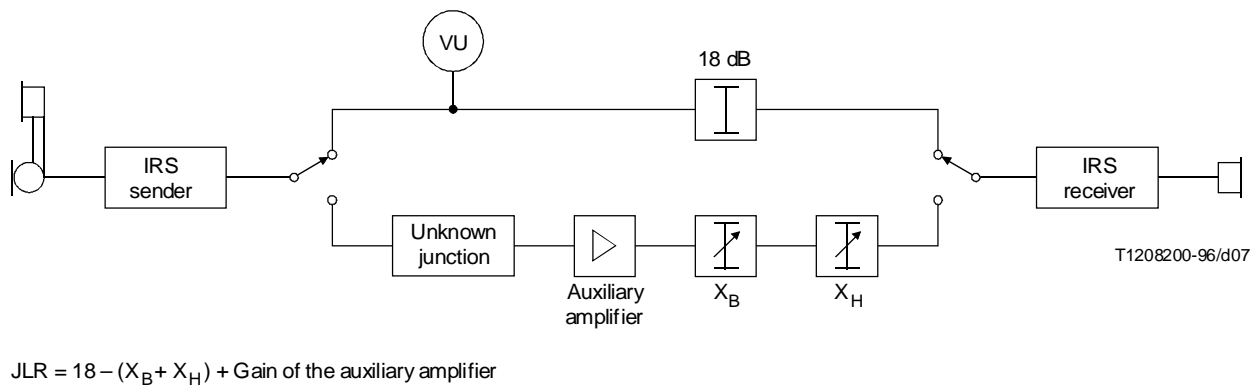 VU
18 dB
IRS
sender
IRS
receiver
Unknown
junction
Auxiliary
amplifier
X_B
X_H
T1208200-96/d07
JLR = 18 – (X_B + X_H) + Gain of the auxiliary amplifier